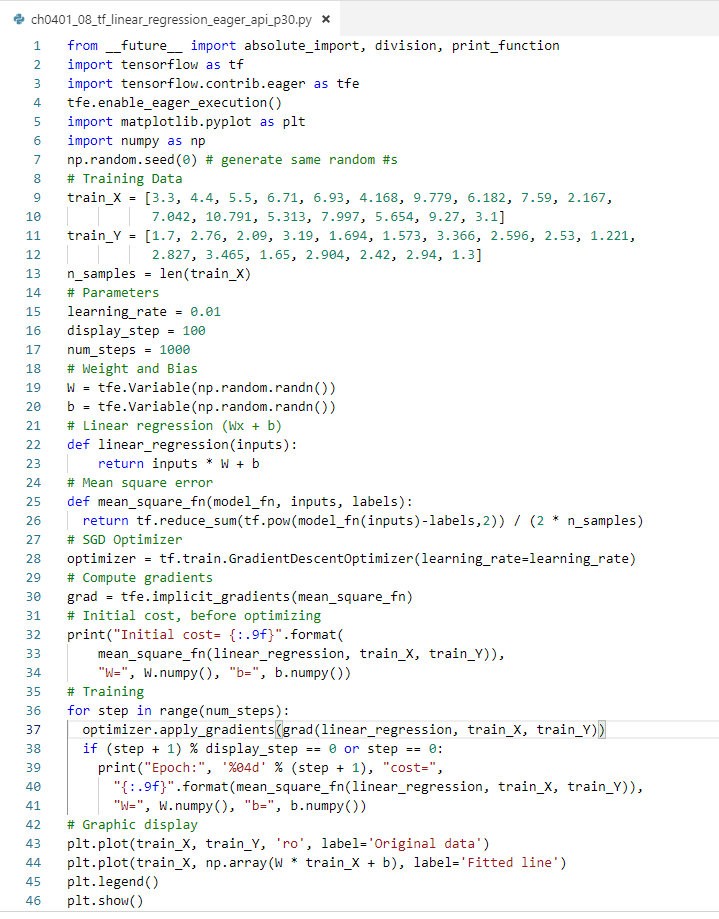 ch0401_08_tf_linear_regression_eager_api_p30.py ×
1 from __future__ import absolute_import, division, print_function
2 import tensorflow as tf
3 import tensorflow.contrib.eager as tfe
4 tfe.enable_eager_execution()
5 import matplotlib.pyplot as plt
6 import numpy as np
7 np.random.seed(0) # generate same random #s
8 # Training Data
9 train_X = [3.3, 4.4, 5.5, 6.71, 6.93, 4.168, 9.779, 6.182, 7.59, 2.167,
10 7.042, 10.791, 5.313, 7.997, 5.654, 9.27, 3.1]
11 train_Y = [1.7, 2.76, 2.09, 3.19, 1.694, 1.573, 3.366, 2.596, 2.53, 1.221,
12 2.827, 3.465, 1.65, 2.904, 2.42, 2.94, 1.3]
13 n_samples = len(train_X)
14 # Parameters
15 learning_rate = 0.01
16 display_step = 100
17 num_steps = 1000
18 # Weight and Bias
19 W = tfe.Variable(np.random.randn())
20 b = tfe.Variable(np.random.randn())
21 # Linear regression (Wx + b)
22 def linear_regression(inputs):
23 return inputs * W + b
24 # Mean square error
25 def mean_square_fn(model_fn, inputs, labels):
26 return tf.reduce_sum(tf.pow(model_fn(inputs)-labels,2)) / (2 * n_samples)
27 # SGD Optimizer
28 optimizer = tf.train.GradientDescentOptimizer(learning_rate=learning_rate)
29 # Compute gradients
30 grad = tfe.implicit_gradients(mean_square_fn)
31 # Initial cost, before optimizing
32 print("Initial cost= {:.9f}".format(
33 mean_square_fn(linear_regression, train_X, train_Y)),
34 "W=", W.numpy(), "b=", b.numpy())
35 # Training
36 for step in range(num_steps):
37 optimizer.apply_gradients(grad(linear_regression, train_X, train_Y))
38 if (step + 1) % display_step == 0 or step == 0:
39 print("Epoch:", '%04d' % (step + 1), "cost=",
40 "{:.9f}".format(mean_square_fn(linear_regression, train_X, train_Y)),
41 "W=", W.numpy(), "b=", b.numpy())
42 # Graphic display
43 plt.plot(train_X, train_Y, 'ro', label='Original data')
44 plt.plot(train_X, np.array(W * train_X + b), label='Fitted line')
45 plt.legend()
46 plt.show()